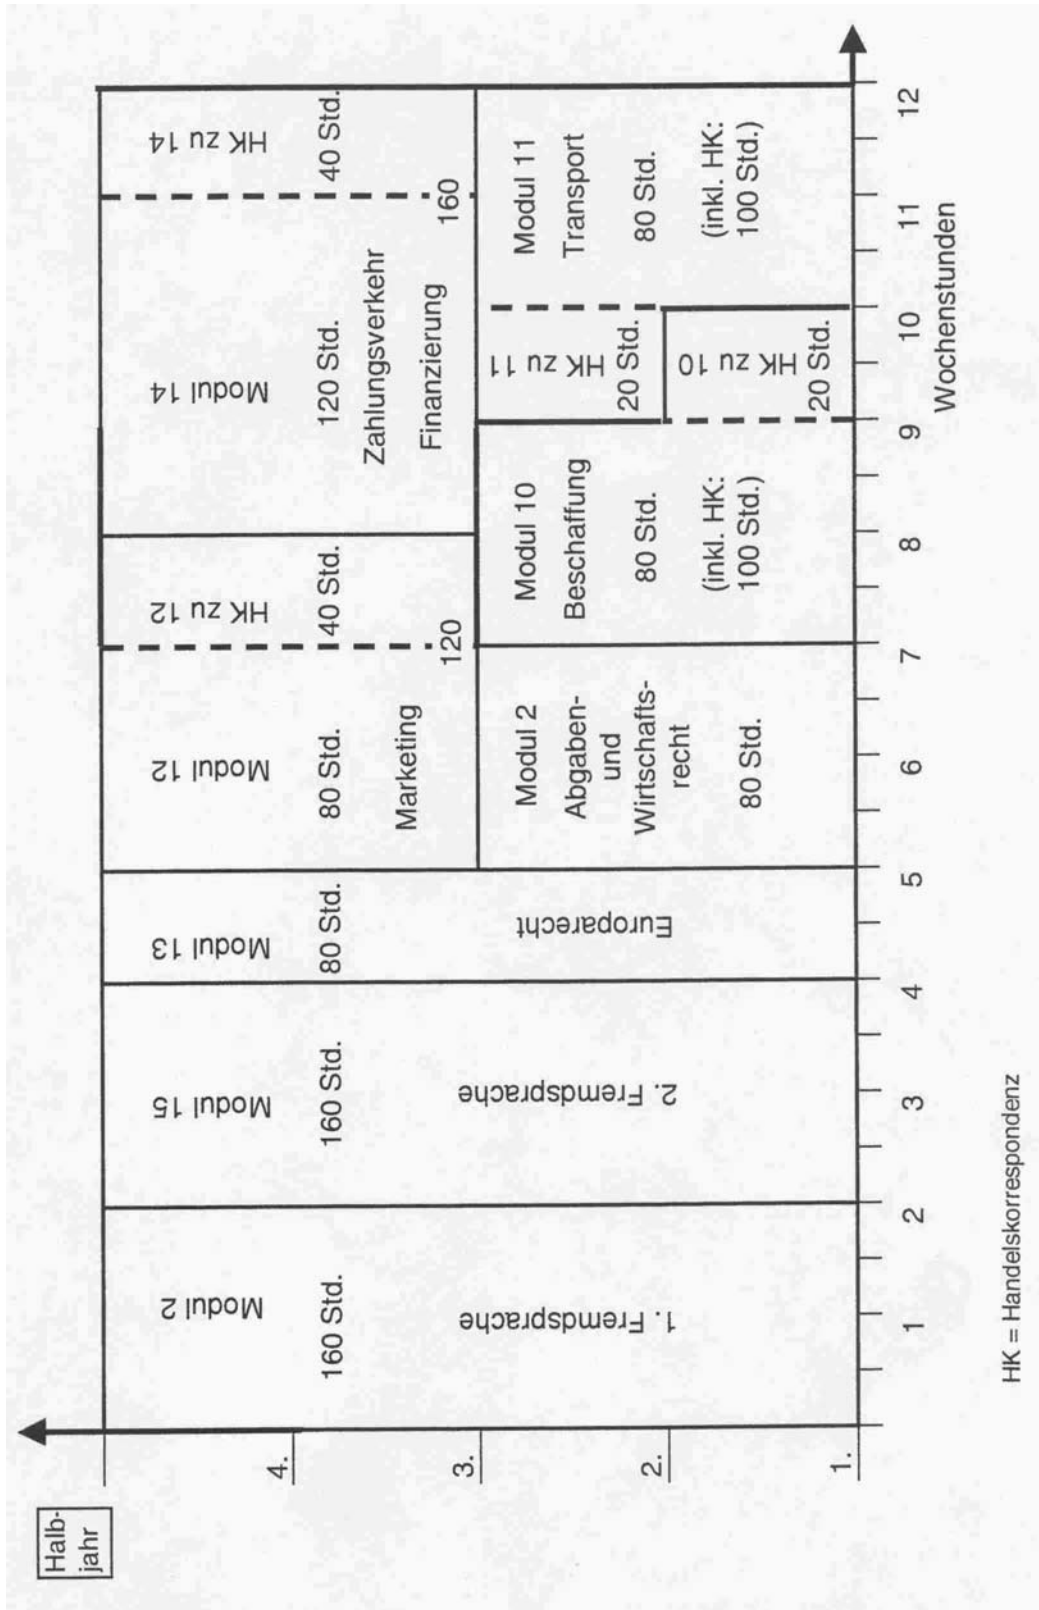 Halb-
jahr
4.
3.
2.
1.
Modul 2
160 Std.
1. Fremdsprache
Modul 15
160 Std.
2. Fremdsprache
Modul 13
80 Std.
Europarecht
Modul 12
80 Std.
Marketing
HK zu 12
40 Std.
120
Modul 14
120 Std.
Zahlungsverkehr
Finanzierung
HK zu 14
40 Std.
160
Modul 2
Abgaben-
und
Wirtschafts-
recht
80 Std.
Modul 10
Beschaffung
80 Std.
(inkl. HK:
100 Std.)
HK zu 11
20 Std.
HK zu 10
20 Std.
Modul 11
Transport
80 Std.
(inkl. HK:
100 Std.)
1
2
3
4
5
6
7
8
9
10
11
12
Wochenstunden
HK = Handelskorrespondenz